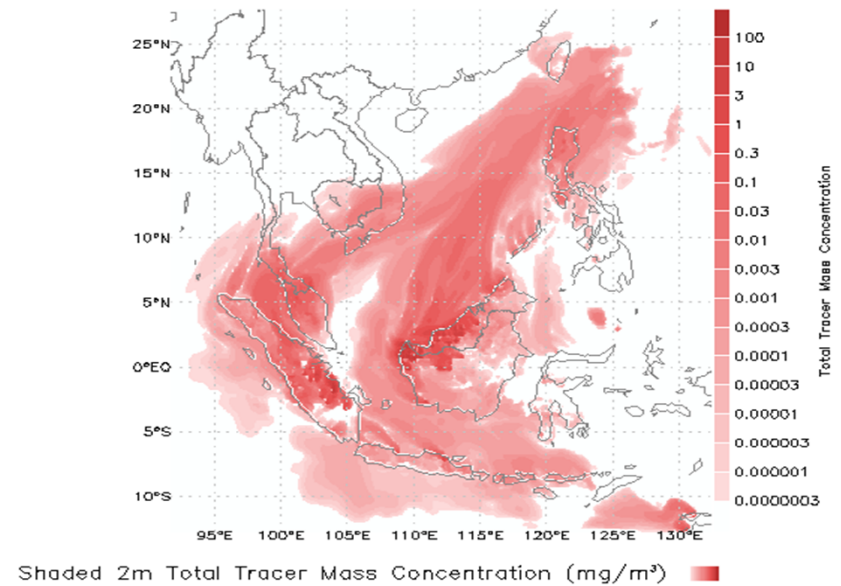 25°N
20°N
15°N
10°N
5°N
0°EQ
5°S
10°S
95°E 100°E 105°E 110°E 115°E 120°E 125°E 130°E
100
10
3
1
0.3
0.1
0.03
0.01
0.003
0.001
0.0003
0.0001
0.00003
0.00001
0.000003
0.000001
0.0000003
Total Tracer Mass Concentration
Shaded 2m Total Tracer Mass Concentration (mg/m³)